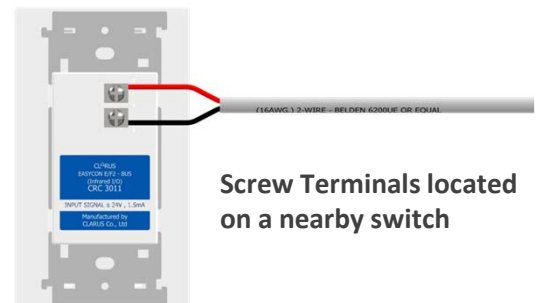 (16AWG.) 2-WIRE - BELDEN 6200UE OR EQUAL
CLARUS
EASYCON E/F2 - BUS
(Infrared I/O)
CRC 3011
INPUT SIGNAL ± 24V , 1.5mA
Manufactured by
CLARUS Co., Ltd
Screw Terminals located
on a nearby switch